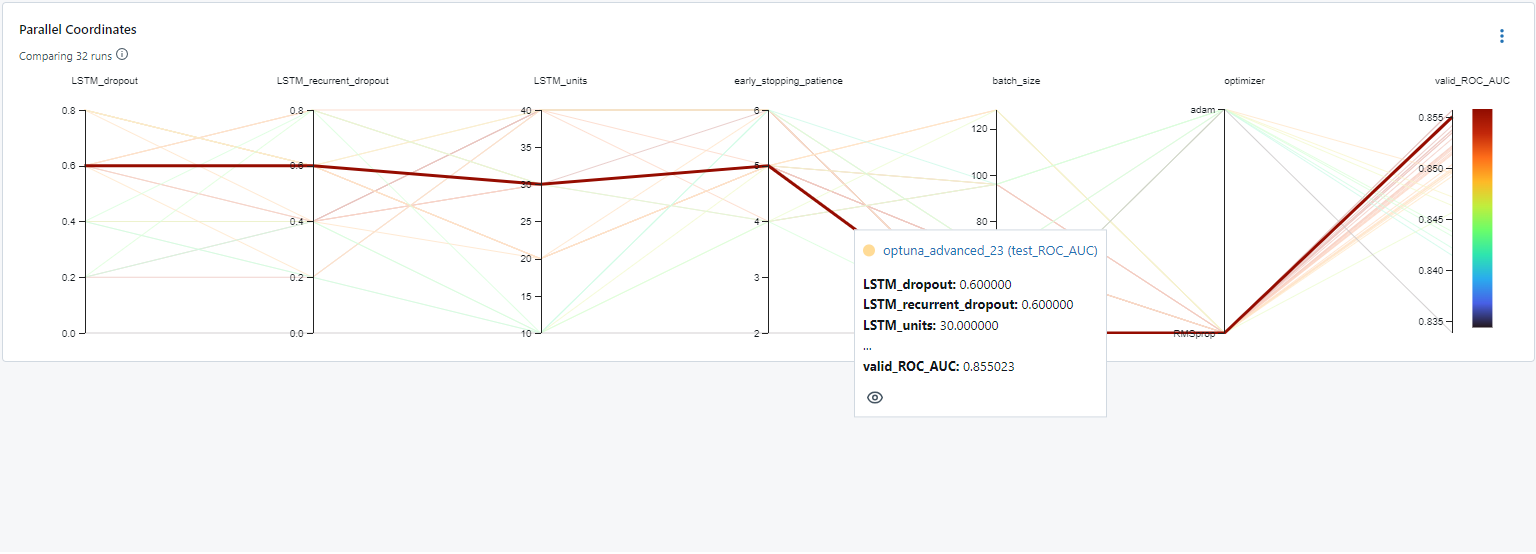 Parallel Coordinates
Comparing 32 runs
LSTM_dropout LSTM_recurrent_dropout LSTM_units early_stopping_patience batch_size optimizer valid_ROC_AUC
0.8 0.8 40 6 adam 0.855
120
35
0.6 0.6 30 5 100 0.850
0.4 0.4 25 4 80 0.845
20
0.2 0.2 15 3 0.840
0.0 0.0 10 2 RMSprop 0.835
optuna_advanced_23 (test_ROC_AUC)
LSTM_dropout: 0.600000
LSTM_recurrent_dropout: 0.600000
LSTM_units: 30.000000
...
valid_ROC_AUC: 0.855023